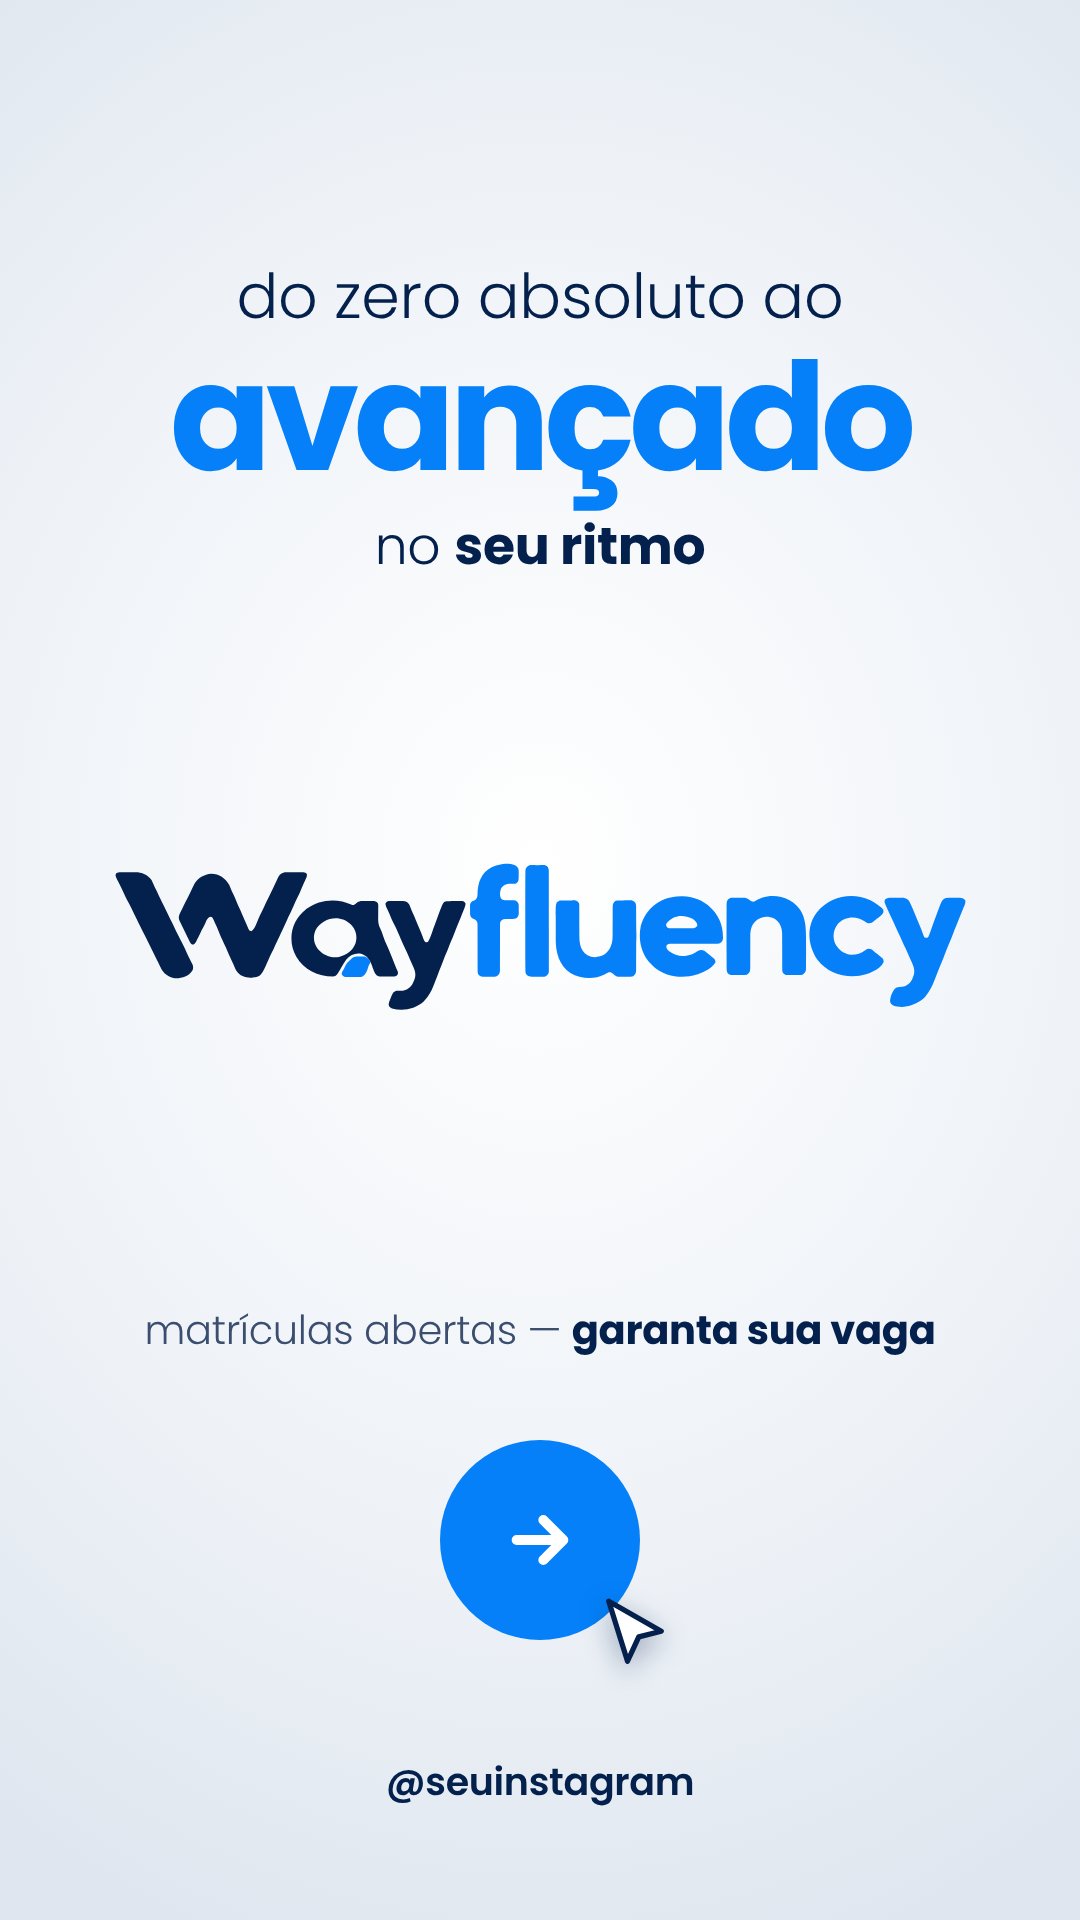 do zero absoluto ao
avançado
no seu ritmo
Wayfluency
matrículas abertas — garanta sua vaga
@seuinstagram